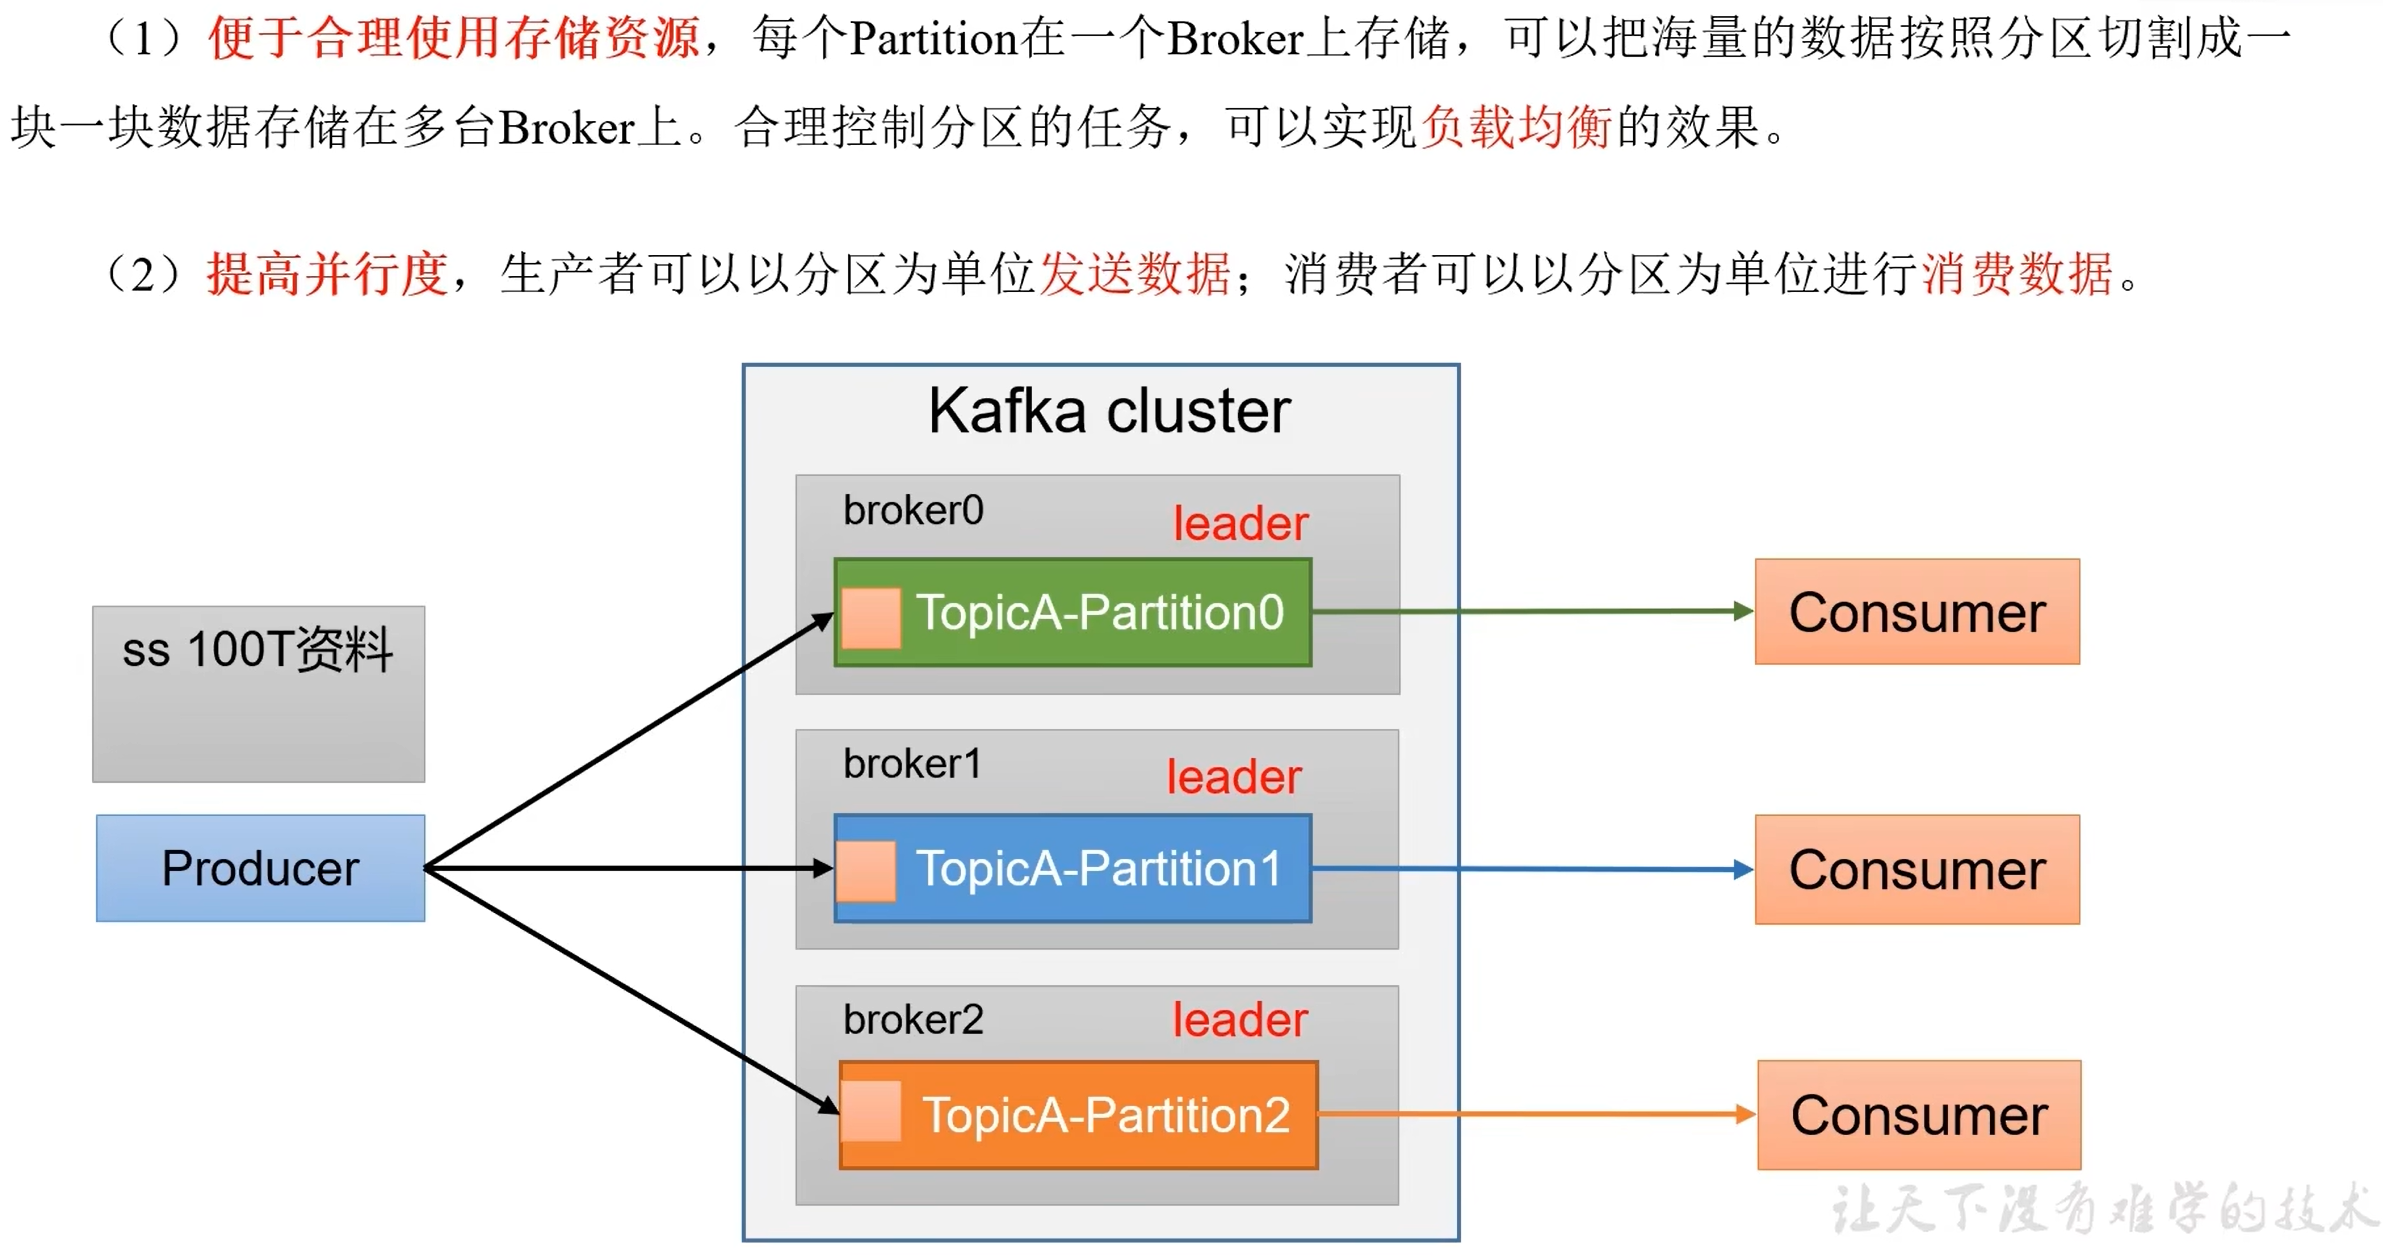 （1）便于合理使用存储资源，每个Partition在一个Broker上存储，可以把海量的数据按照分区切割成一
块一块数据存储在多台Broker上。合理控制分区的任务，可以实现负载均衡的效果。
（2）提高并行度，生产者可以以分区为单位发送数据；消费者可以以分区为单位进行消费数据。
Kafka cluster
broker0
leader
TopicA-Partition0
Consumer
ss 100T资料
broker1
leader
Producer
TopicA-Partition1
Consumer
broker2
leader
TopicA-Partition2
Consumer
让天下没有难学的技术